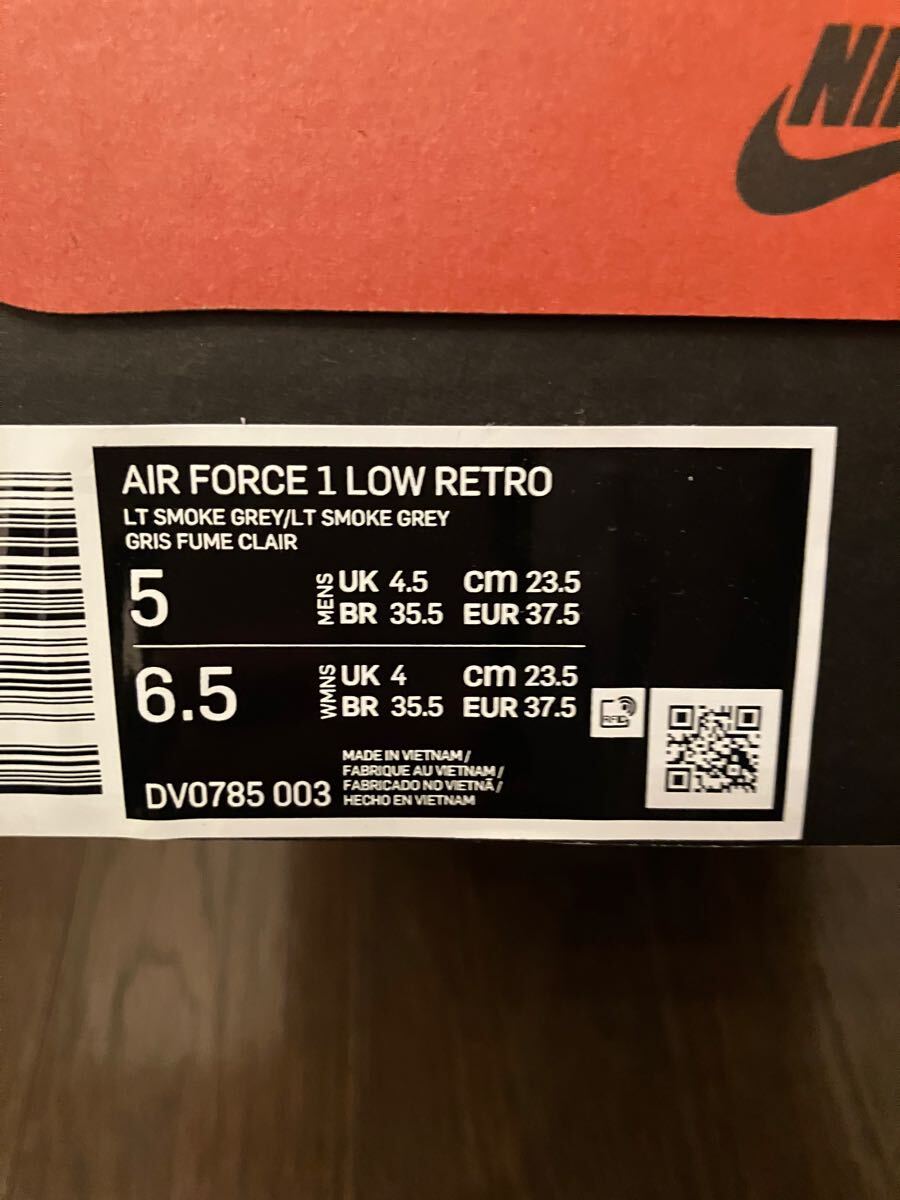 NI
AIR FORCE 1 LOW RETRO
LT SMOKE GREY/LT SMOKE GREY
GRIS FUME CLAIR
5 MENS UK 4.5 cm 23.5
BR 35.5 EUR 37.5
6.5 WMNS UK 4 cm 23.5
BR 35.5 EUR 37.5
RFID
DV0785 003
MADE IN VIETNAM /
FABRIQUE AU VIETNAM /
FABRICADO NO VIETNÃ /
HECHO EN VIETNAM